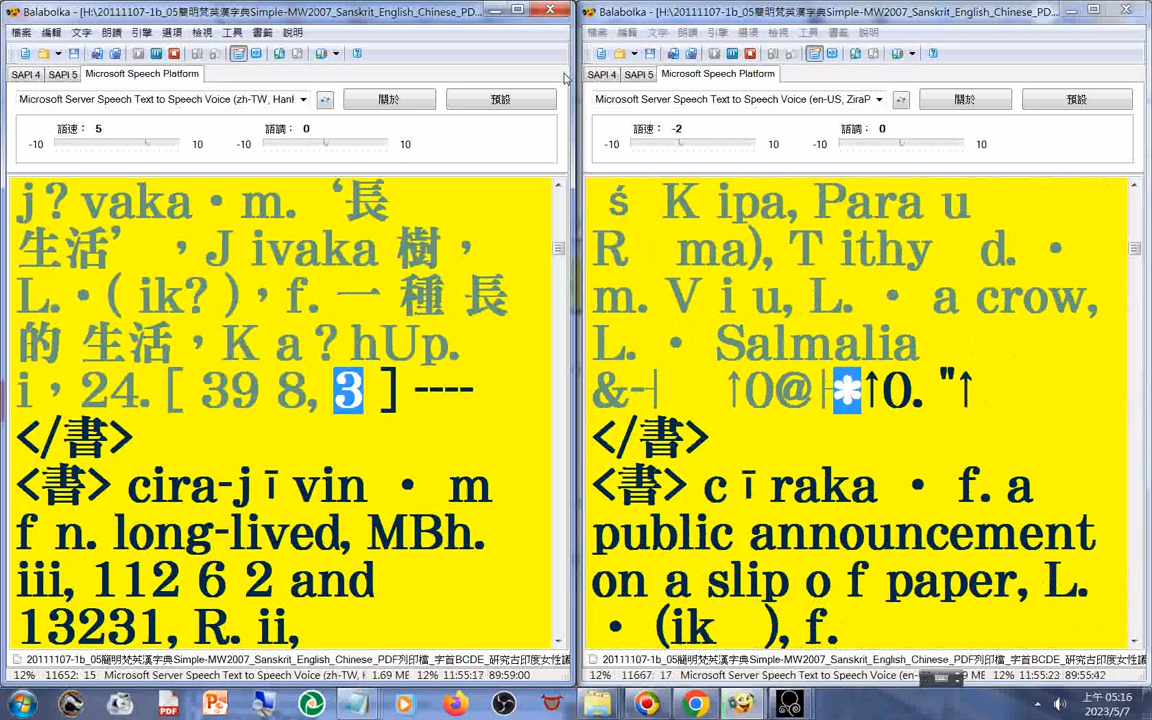 Balabolka - [H:\20111107-1b_05簡明梵英漢字典Simple-MW2007_Sanskrit_English_Chinese_PD...
檔案 編輯 文字 朗讀 引擎 選項 檢視 工具 書籤 說明
SAPI 4 SAPI 5 Microsoft Speech Platform
Microsoft Server Speech Text to Speech Voice (zh-TW, Hanl
關於 預設
語速： 5 語調： 0
-10 10 -10 10
j？vaka • m. ‘長
生活’ ，J ivaka 樹，
L. •( ik?)，f. 一 種 長
的 生活，K a？hUp.
i，24. [ 39 8, 3 ] ----
</書>
<書> cira-jīvin • m
f n. long-lived, MBh.
iii, 112 6 2 and
13231, R. ii,
20111107-1b_05簡明梵英漢字典Simple-MW2007_Sanskrit_English_Chinese_PDF列印檔_字首BCDE_研究古印度女性議
12% 11652: 15 Microsoft Server Speech Text to Speech Voice (zh-TW, H 1.69 MB 12% 11:55:17 89:59:00
Balabolka - [H:\20111107-1b_05簡明梵英漢字典Simple-MW2007_Sanskrit_English_Chinese_PD...
檔案 編輯 文字 朗讀 引擎 選項 檢視 工具 書籤 說明
SAPI 4 SAPI 5 Microsoft Speech Platform
Microsoft Server Speech Text to Speech Voice (en-US, ZiraP
關於 預設
語速： -2 語調： 0
-10 10 -10 10
ś K ipa, Para u
R ma), T ithy d. •
m. V i u, L. • a crow,
L. • Salmalia
&-┤ ↑0@├*↑0. "↑
</書>
<書> cīraka • f. a
public announcement
on a slip o f paper, L.
• (ik ), f.
20111107-1b_05簡明梵英漢字典Simple-MW2007_Sanskrit_English_Chinese_PDF列印檔_字首BCDE_研究古印度女性議
12% 11667: 17 Microsoft Server Speech Text to Speech Voice (en-US, 12% 11:55:23 89:55:42
上午 05:16
2023/5/7